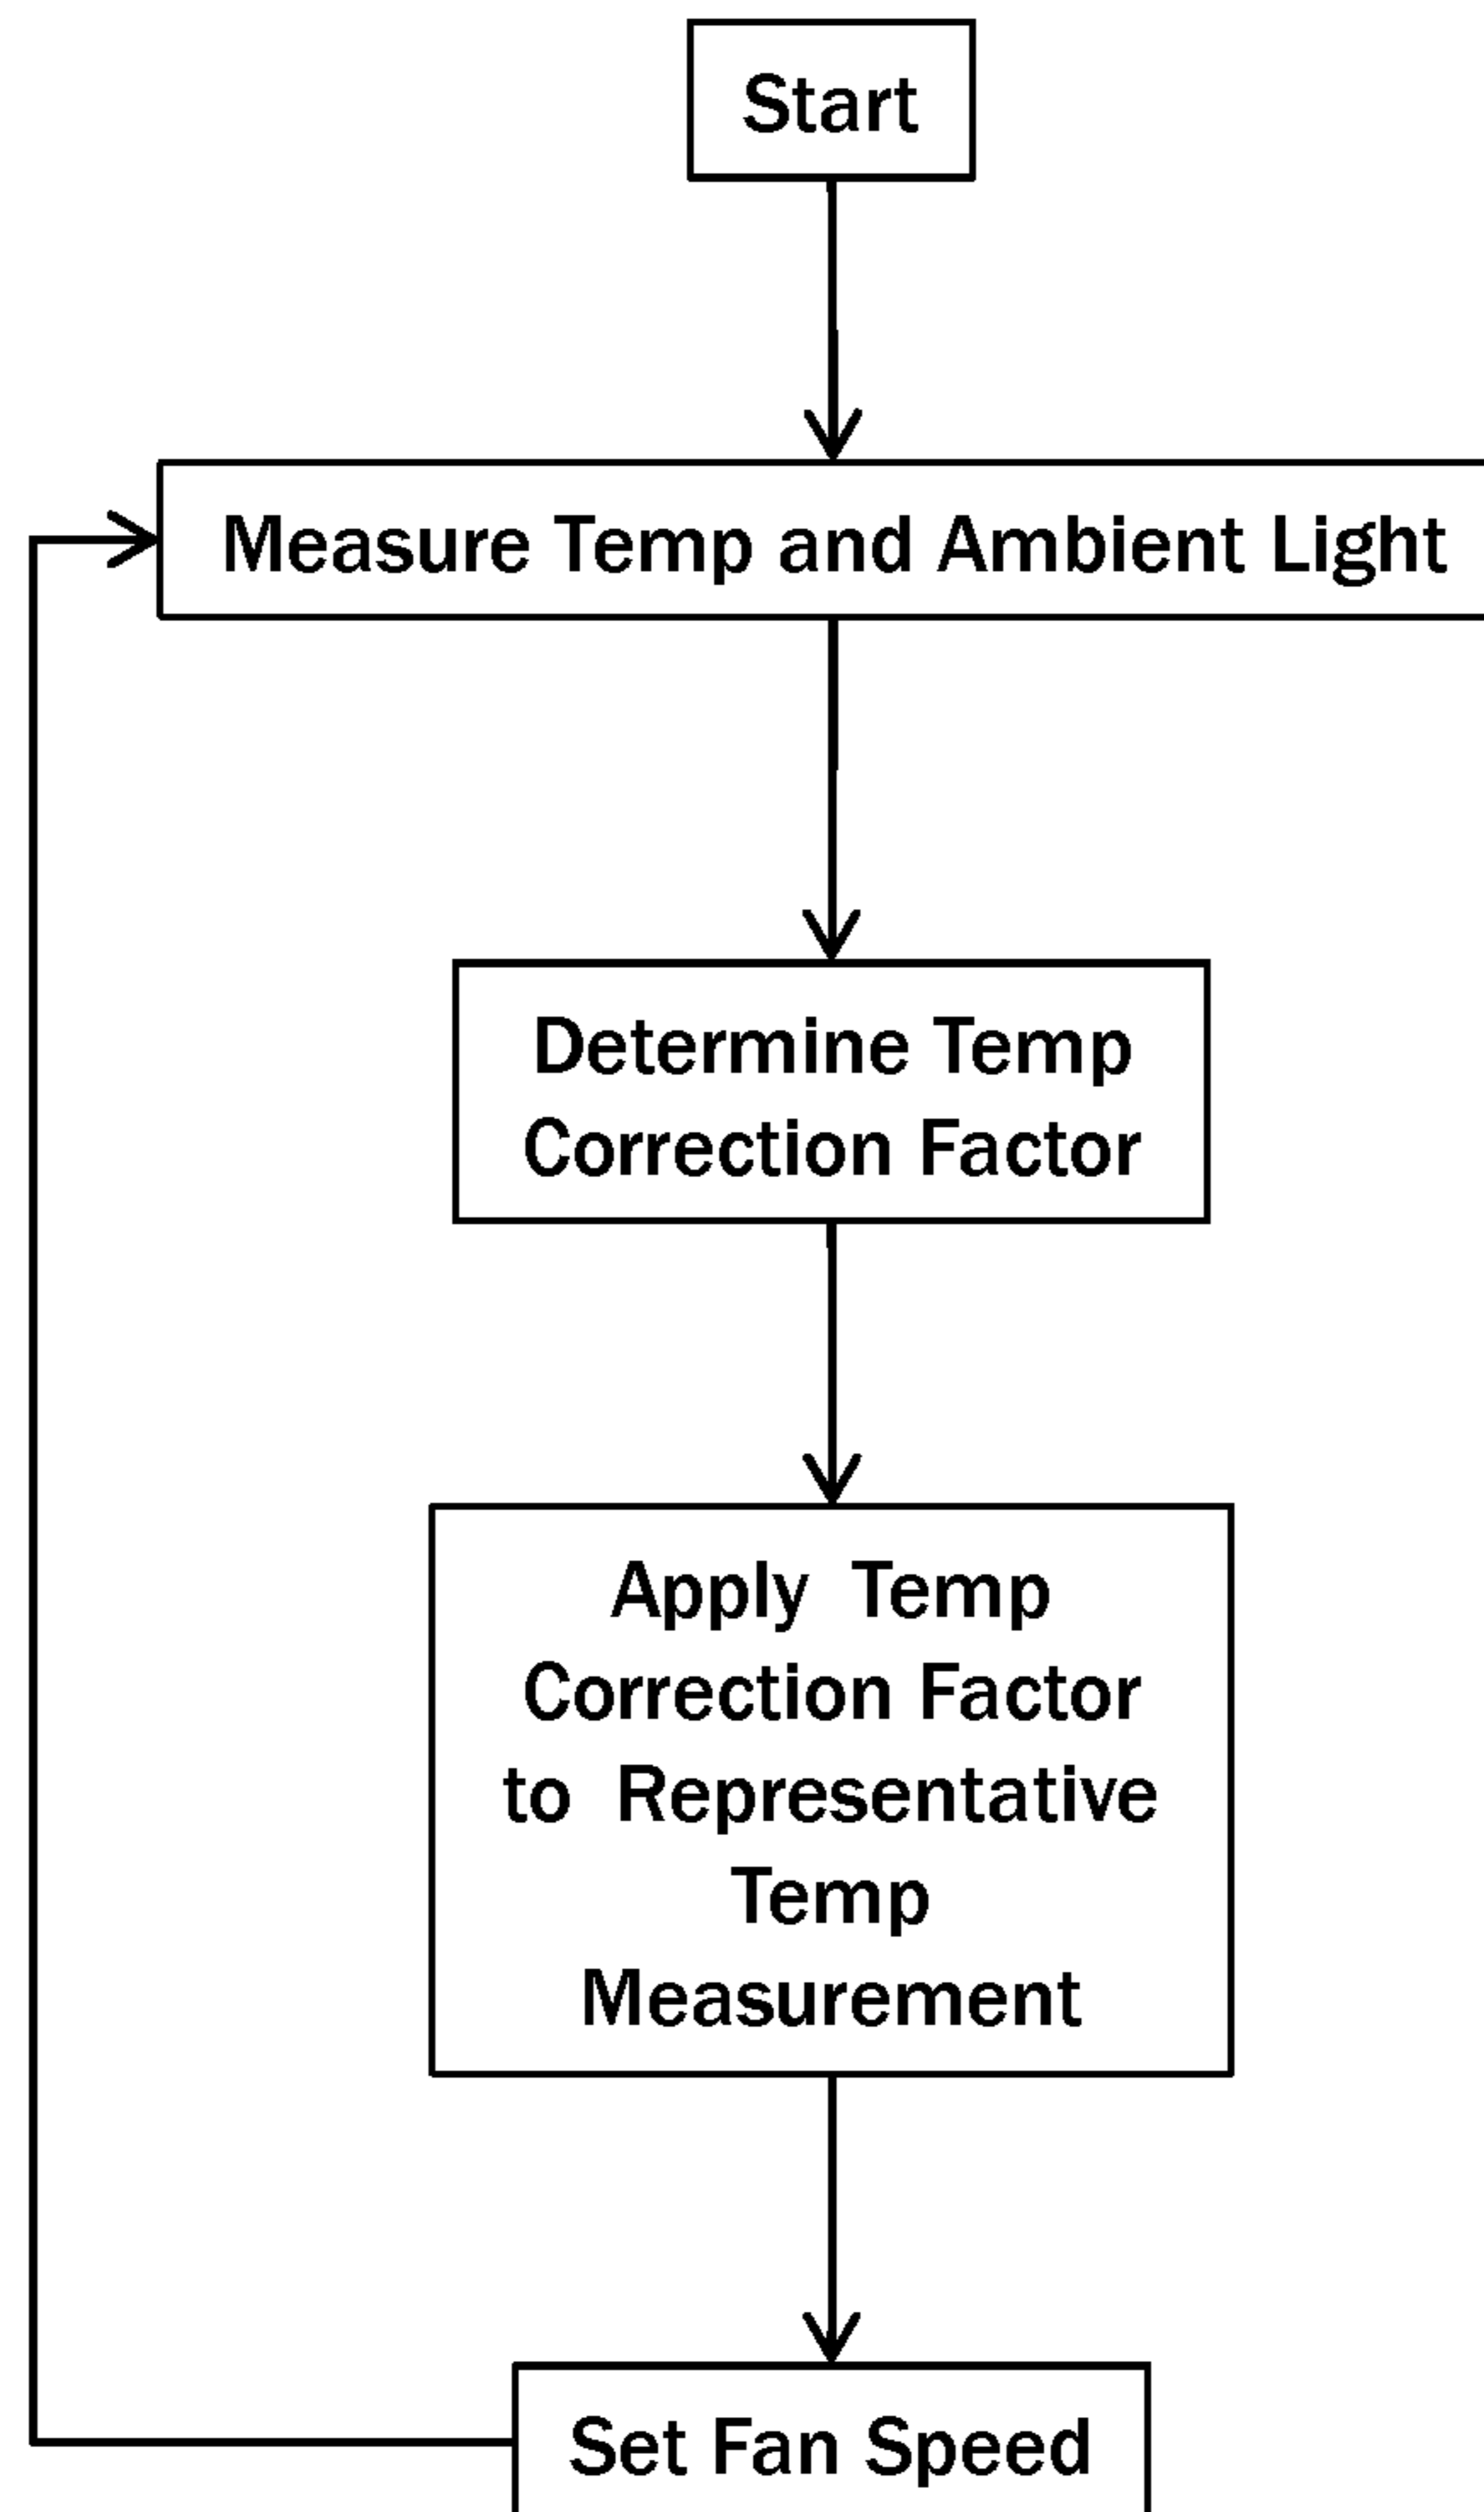 Start
Measure Temp and Ambient Light
Determine Temp
Correction Factor
Apply Temp
Correction Factor
to Representative
Temp
Measurement
Set Fan Speed